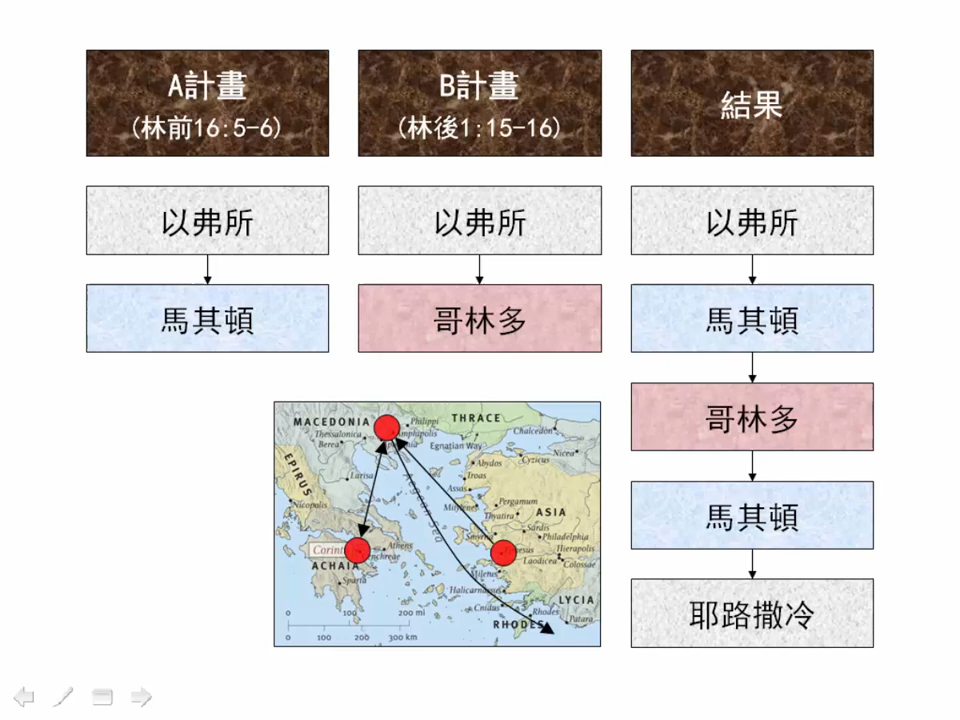 A計畫
(林前16:5-6)
B計畫
(林後1:15-16)
結果
以弗所
以弗所
以弗所
馬其頓
哥林多
馬其頓
哥林多
馬其頓
耶路撒冷
MACEDONIA
THRACE
Philippi
Amphipolis
Thessalonica
Berea
Egnatian Way
Chalcedon
Nicea
Cyzicus
Abydos
Troas
Assos
EPIRUS
Larisa
Nicopolis
Aegean Sea
Pergamum
Thyatira
ASIA
Sardis
Smyrna
Philadelphia
Hierapolis
Laodicea
Colossae
Miletus
Athens
ACHAIA
Sparta
Halicarnassus
Cnidus
Rhodes
RHODES
LYCIA
Patara
0 100 200 mi
0 100 200 300 km